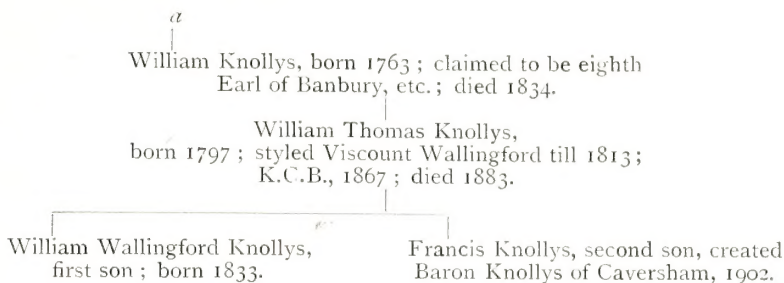 a
William Knollys, born 1763 ; claimed to be eighth
Earl of Banbury, etc. ; died 1834.
William Thomas Knollys,
born 1797 ; styled Viscount Wallingford till 1813 ;
K.C.B., 1867 ; died 1883.
William Wallingford Knollys,
first son ; born 1833.
Francis Knollys, second son, created
Baron Knollys of Caversham, 1902.